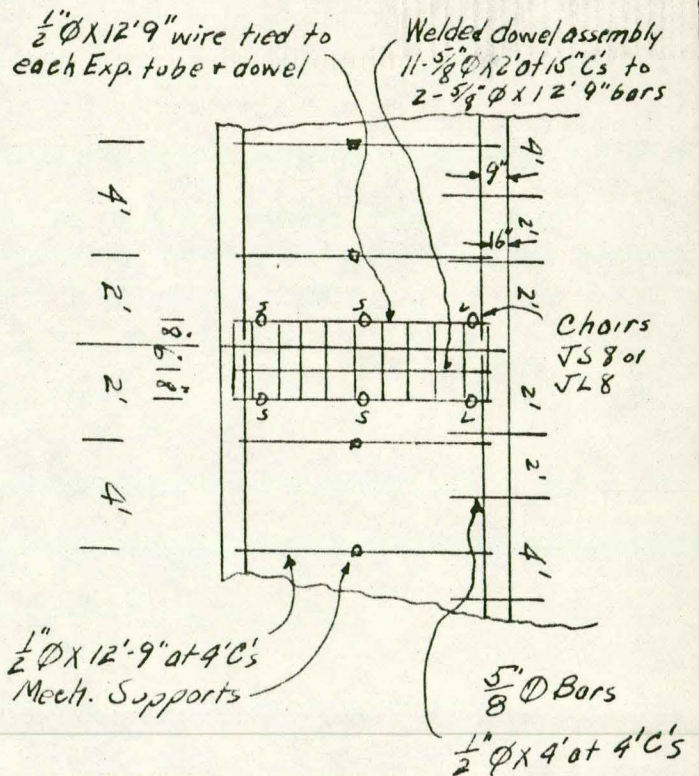 1/2" Ø X 12' 9" wire tied to
each Exp. tube + dowel
Welded dowel assembly
11 - 5/8" Ø X 2' at 15" C's to
2 - 5/8" Ø X 12' 9" bars
4'
9"
2'
16"
2'
4'
2'
2'
4'
18"
6"
18"
S
S
L
S
S
L
Chairs
JS 8 or
JL 8
2'
2'
4'
1/2" Ø X 12'-9" at 4' C's
Mech. Supports
5/8" Ø Bars
1/2" Ø X 4' at 4' C's